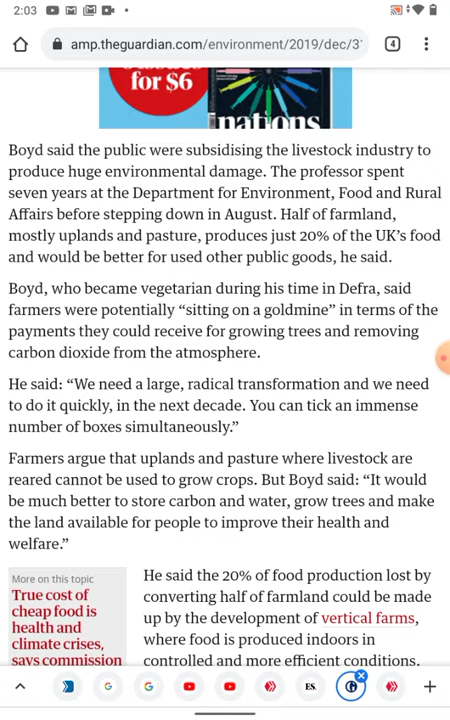 2:03
amp.theguardian.com/environment/2019/dec/3
4
for $6
nations
Boyd said the public were subsidising the livestock industry to
produce huge environmental damage. The professor spent
seven years at the Department for Environment, Food and Rural
Affairs before stepping down in August. Half of farmland,
mostly uplands and pasture, produces just 20% of the UK’s food
and would be better for used other public goods, he said.
Boyd, who became vegetarian during his time in Defra, said
farmers were potentially “sitting on a goldmine” in terms of the
payments they could receive for growing trees and removing
carbon dioxide from the atmosphere.
He said: “We need a large, radical transformation and we need
to do it quickly, in the next decade. You can tick an immense
number of boxes simultaneously.”
Farmers argue that uplands and pasture where livestock are
reared cannot be used to grow crops. But Boyd said: “It would
be much better to store carbon and water, grow trees and make
the land available for people to improve their health and
welfare.”
More on this topic
True cost of
cheap food is
health and
climate crises,
says commission
He said the 20% of food production lost by
converting half of farmland could be made
up by the development of vertical farms,
where food is produced indoors in
controlled and more efficient conditions.
ES.